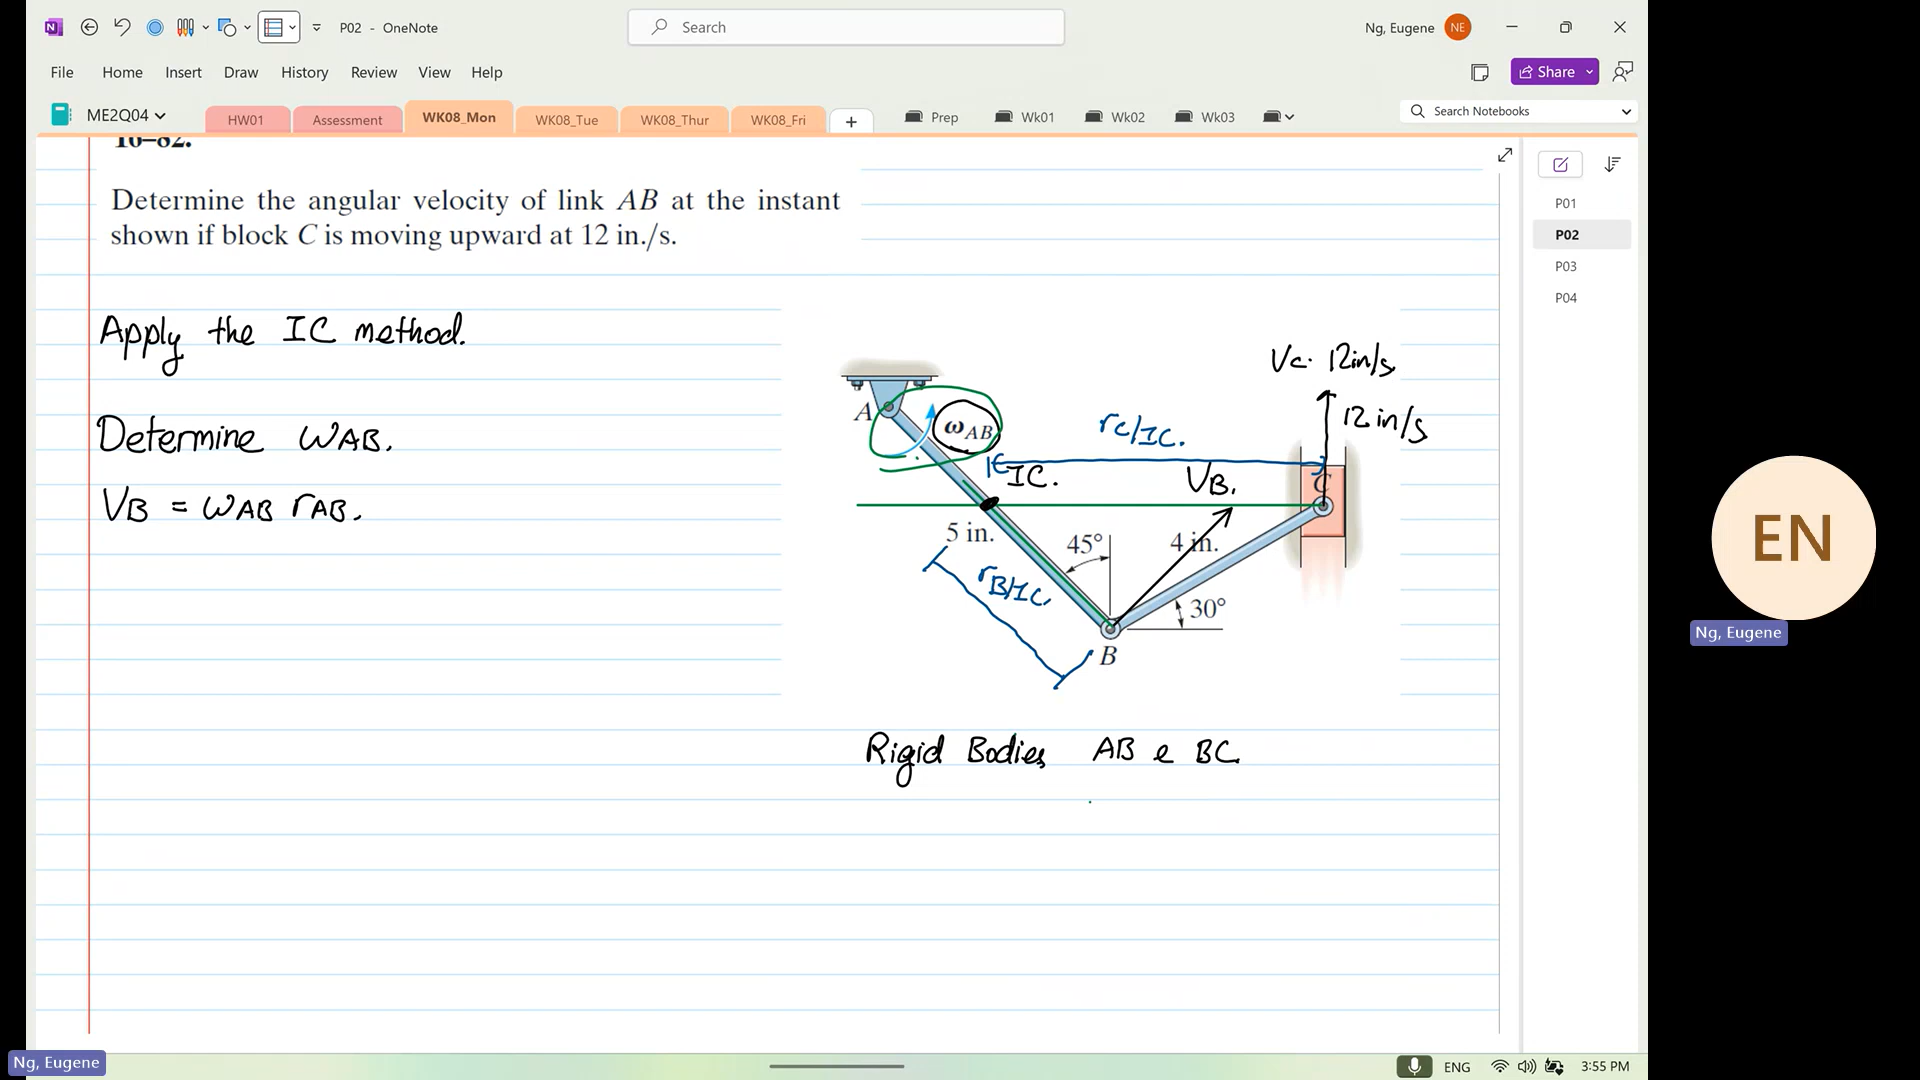 P02 - OneNote
Search
Ng, Eugene
NE
File Home Insert Draw History Review View Help
Share
ME2Q04
HW01
Assessment
WK08_Mon
WK08_Tue
WK08_Thur
WK08_Fri
Prep
Wk01
Wk02
Wk03
Search Notebooks
P01
P02
P03
P04
16–82.
Determine the angular velocity of link AB at the instant
shown if block C is moving upward at 12 in./s.
Apply the IC method.
Determine ωAB.
VB = ωAB rAB.
A
ωAB
IC.
rC/IC.
VB.
VC. 12in/s
12 in/s
C
5 in.
45°
4 in.
rB/IC.
30°
B
Rigid Bodies AB e BC
EN
Ng, Eugene
Ng, Eugene
ENG
3:55 PM